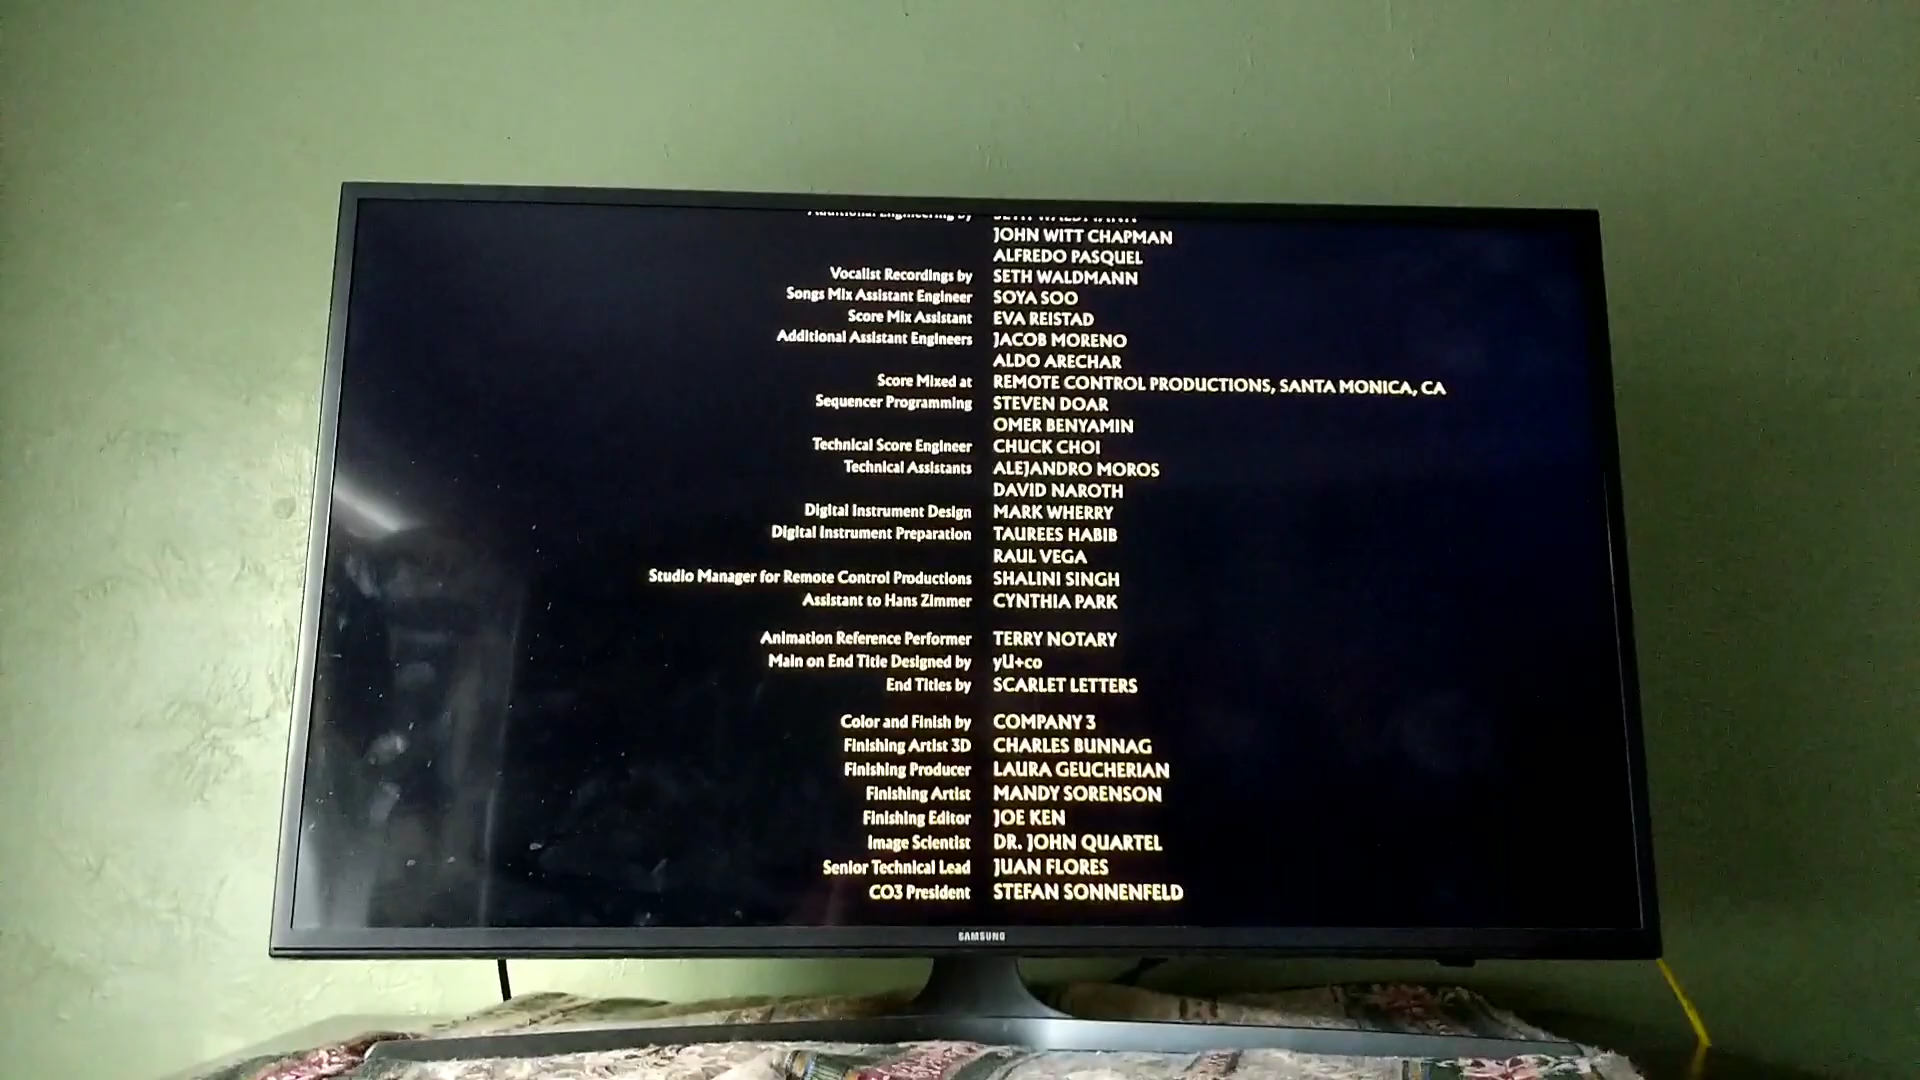 Additional Engineering by SETH WALDMANN
JOHN WITT CHAPMAN
ALFREDO PASQUEL
Vocalist Recordings by SETH WALDMANN
Songs Mix Assistant Engineer SOYA SOO
Score Mix Assistant EVA REISTAD
Additional Assistant Engineers JACOB MORENO
ALDO ARECHAR
Score Mixed at REMOTE CONTROL PRODUCTIONS, SANTA MONICA, CA
Sequencer Programming STEVEN DOAR
OMER BENYAMIN
Technical Score Engineer CHUCK CHOI
Technical Assistants ALEJANDRO MOROS
DAVID NAROTH
Digital Instrument Design MARK WHERRY
Digital Instrument Preparation TAUREES HABIB
RAUL VEGA
Studio Manager for Remote Control Productions SHALINI SINGH
Assistant to Hans Zimmer CYNTHIA PARK
Animation Reference Performer TERRY NOTARY
Main on End Title Designed by yU+co
End Titles by SCARLET LETTERS
Color and Finish by COMPANY 3
Finishing Artist 3D CHARLES BUNNAG
Finishing Producer LAURA GEUCHERIAN
Finishing Artist MANDY SORENSON
Finishing Editor JOE KEN
Image Scientist DR. JOHN QUARTEL
Senior Technical Lead JUAN FLORES
CO3 President STEFAN SONNENFELD
SAMSUNG